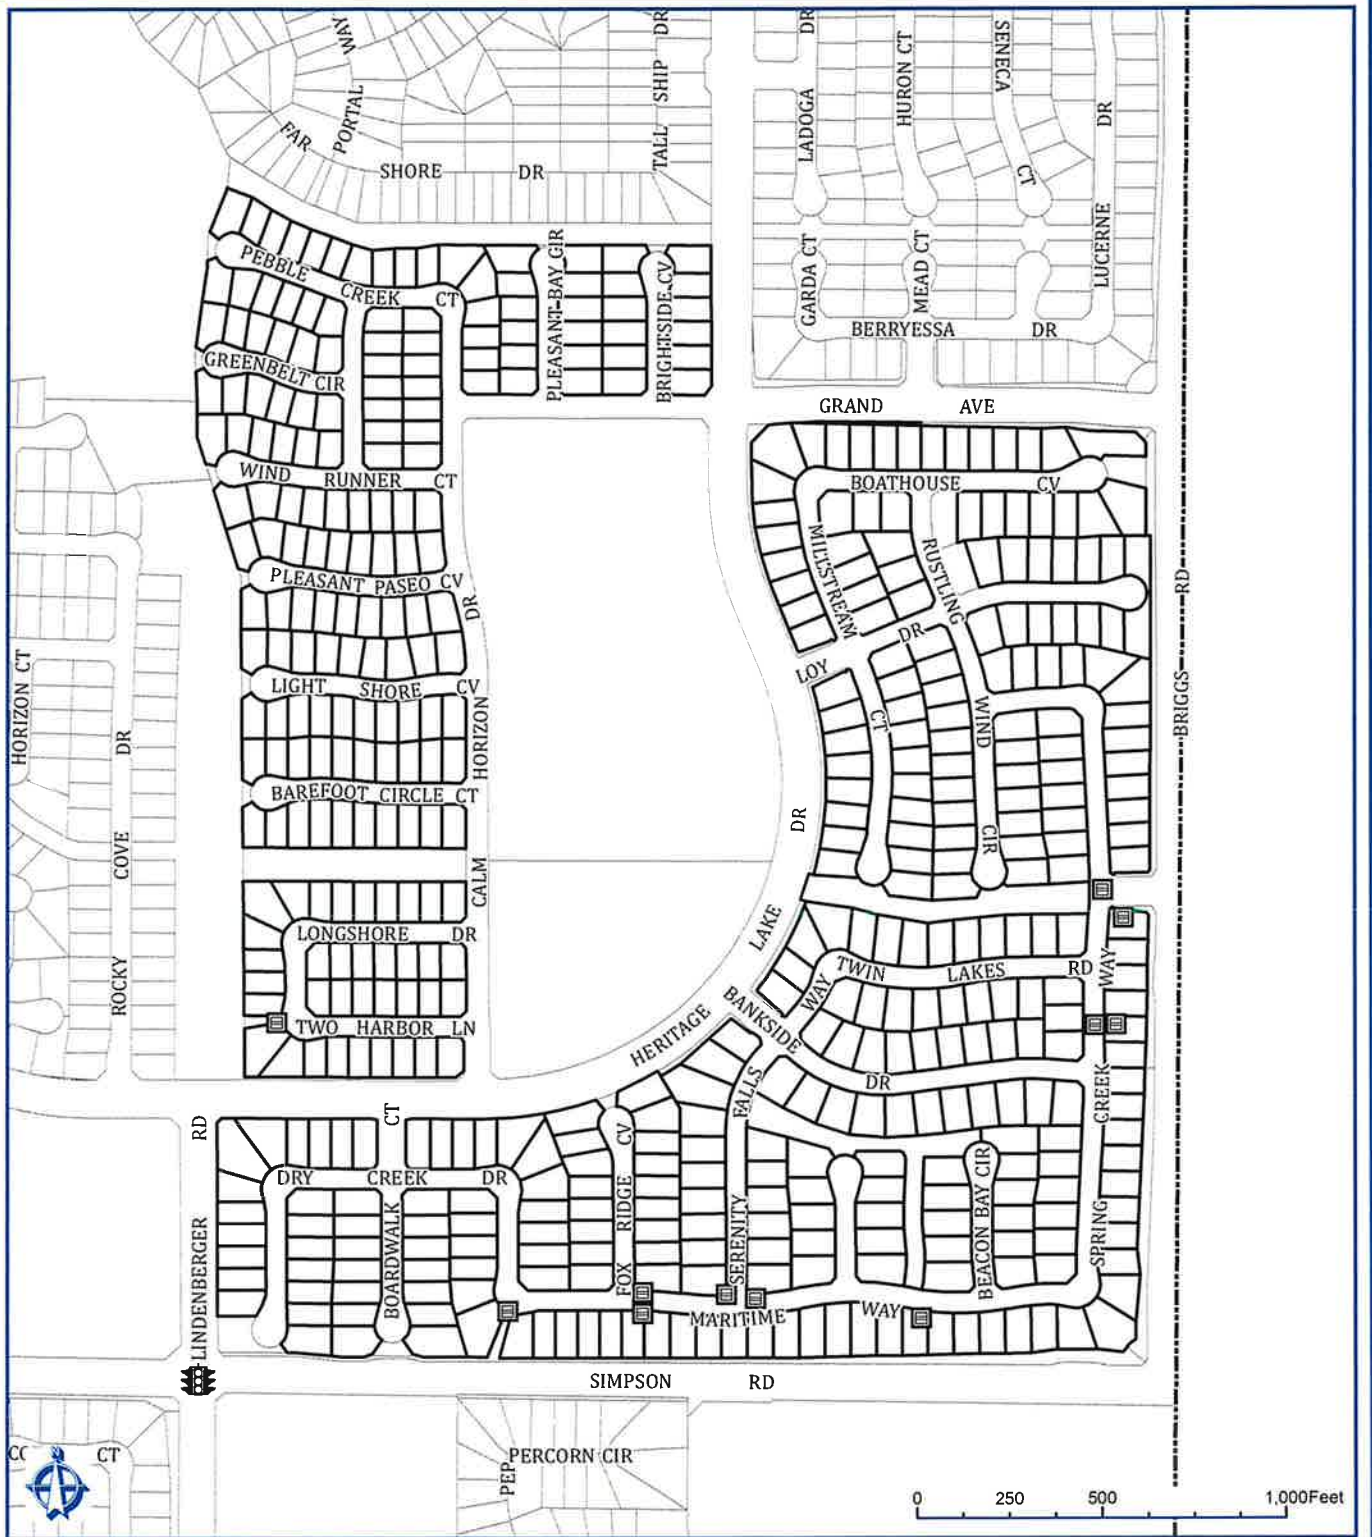 WAY
PORTAL
FAR
SHORE DR
TALL SHIP DR
LADOGA DR
HURON CT
SENECA CT
LUCERNE DR
GARDA CT
MEAD CT
BERRYESSA DR
PEBBLE CREEK CT
PLEASANT BAY CIR
BRIGHTSIDE CV
GREENBELT CIR
GRAND AVE
WIND RUNNER CT
BOATHOUSE CV
MILLSTREAM CT
RUSTLING WIND CIR
PLEASANT PASEO CV
LOY DR
BRIGGS RD
LIGHT SHORE CV
HORIZON CT
ROCKY COVE DR
CALM HORIZON DR
BAREFOOT CIRCLE CT
LONGSHORE DR
TWO HARBOR LN
HERITAGE LAKE DR
TWIN LAKES RD
BANKSIDE DR
SERENITY FALLS WAY
SPRING CREEK WAY
LINDENBERGER RD
DRY CREEK DR
BOARDWALK CT
FOX RIDGE CV
BEACON BAY CIR
MARITIME WAY
SIMPSON RD
CT
PERCORN CIR
PEP
N
0 250 500 1,000Feet